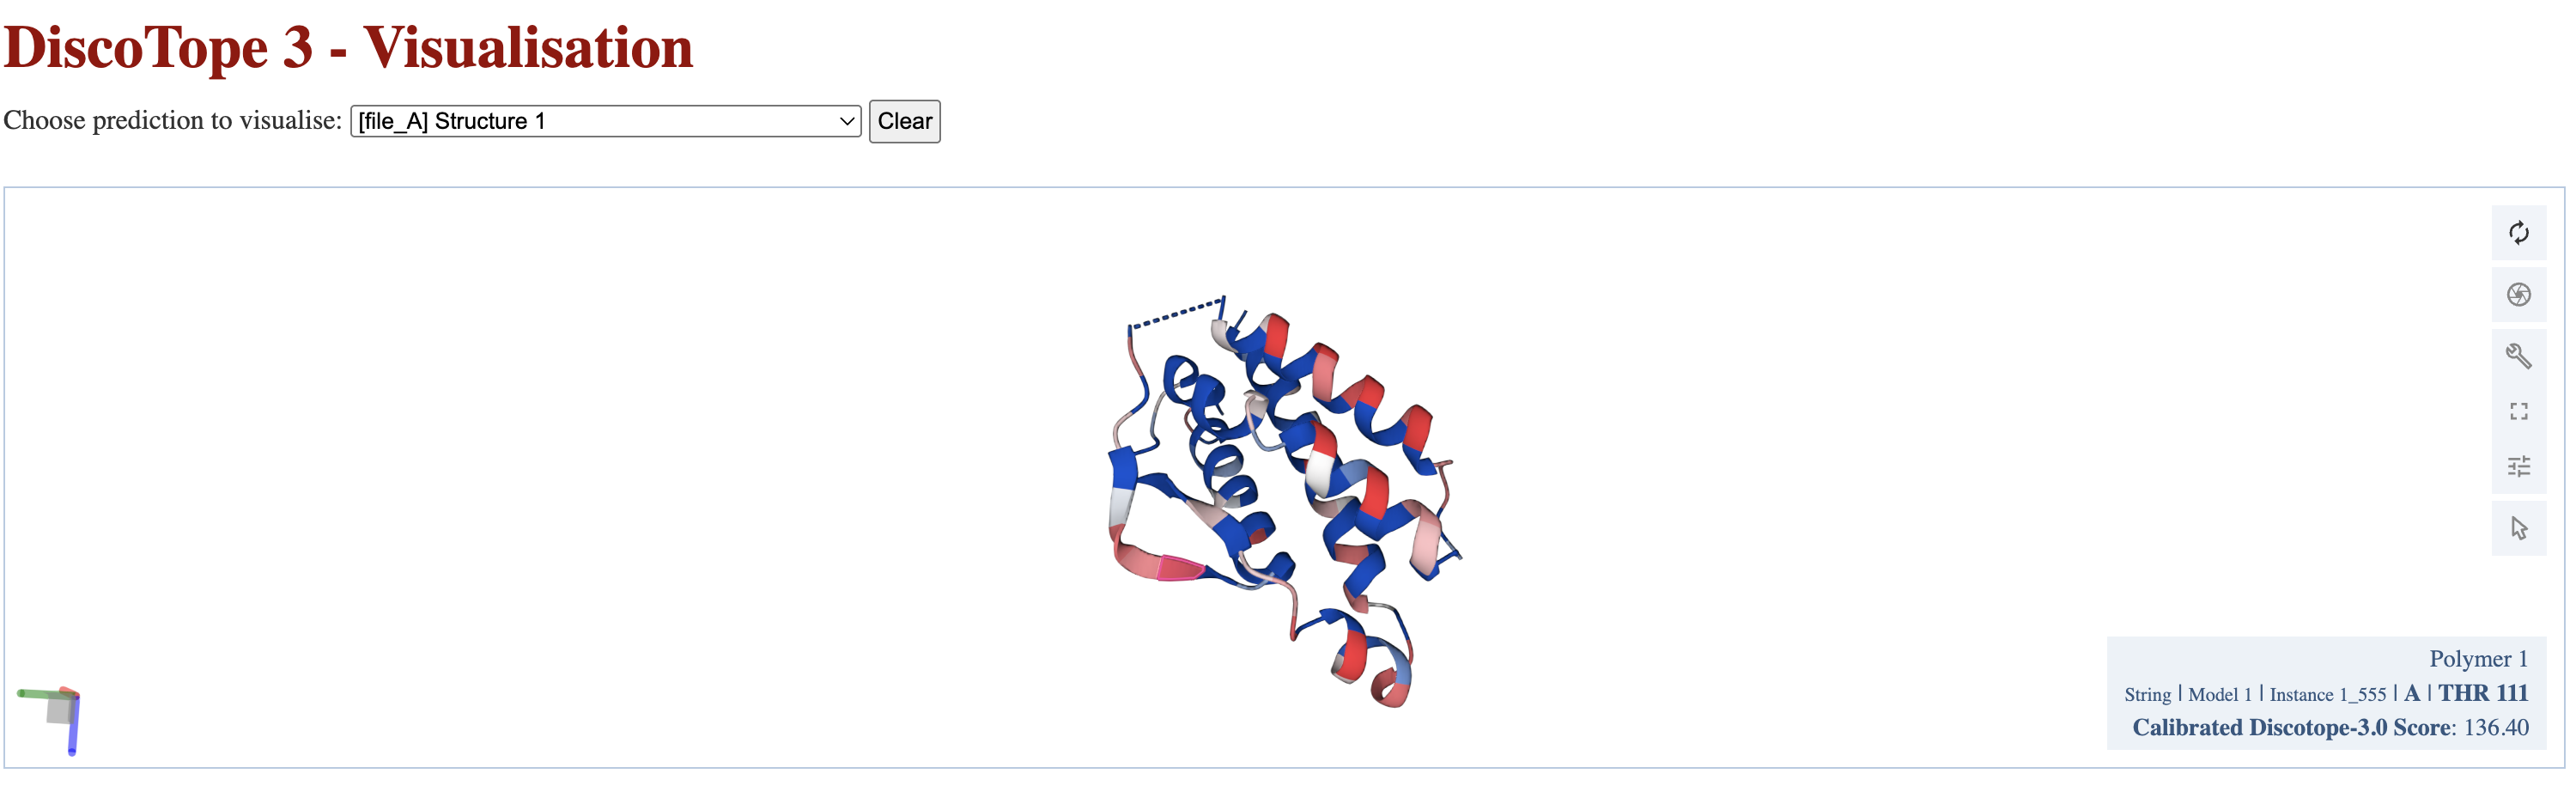 DiscoTope 3 - Visualisation
Choose prediction to visualise: [file_A] Structure 1 Clear
Polymer 1
String | Model 1 | Instance 1_555 | A | THR 111
Calibrated Discotope-3.0 Score: 136.40